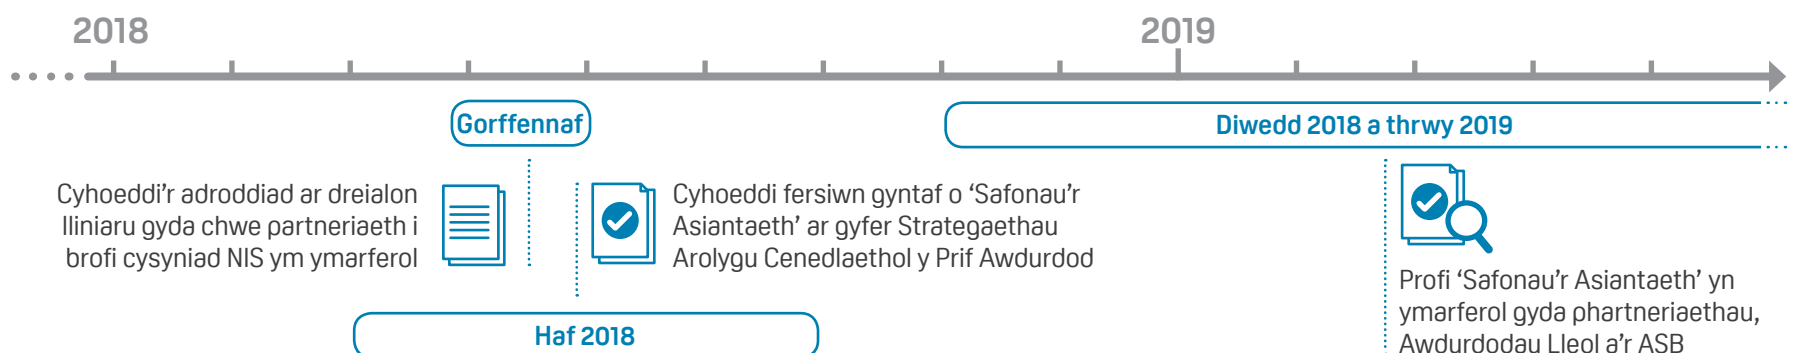 2018
2019
Gorffennaf
Diwedd 2018 a thrwy 2019
Cyhoeddi'r adroddiad ar dreialon
lliniaru gyda chwe partneriaeth i
brofi cysyniad NIS ym ymarferol
Cyhoeddi fersiwn gyntaf o ‘Safonau'r
Asiantaeth’ ar gyfer Strategaethau
Arolygu Cenedlaethol y Prif Awdurdod
Profi ‘Safonau'r Asiantaeth’ yn
ymarferol gyda phartneriaethau,
Awdurdodau Lleol a'r ASB
Haf 2018